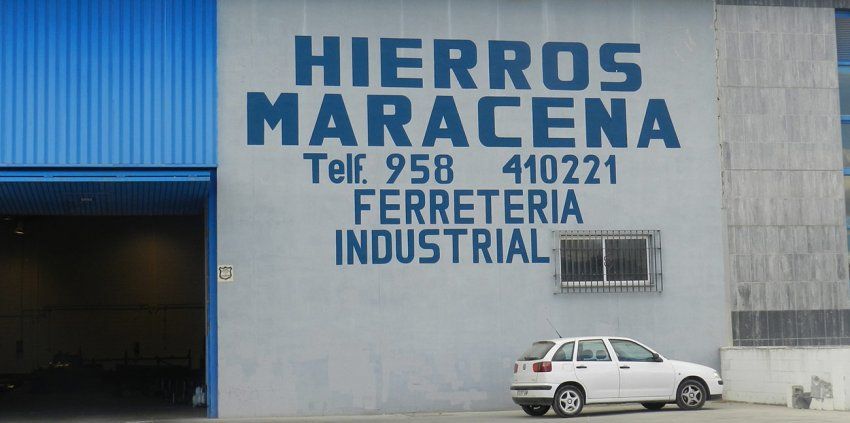 HIERROS
MARACENA
Telf. 958 410221
FERRETERIA
INDUSTRIAL